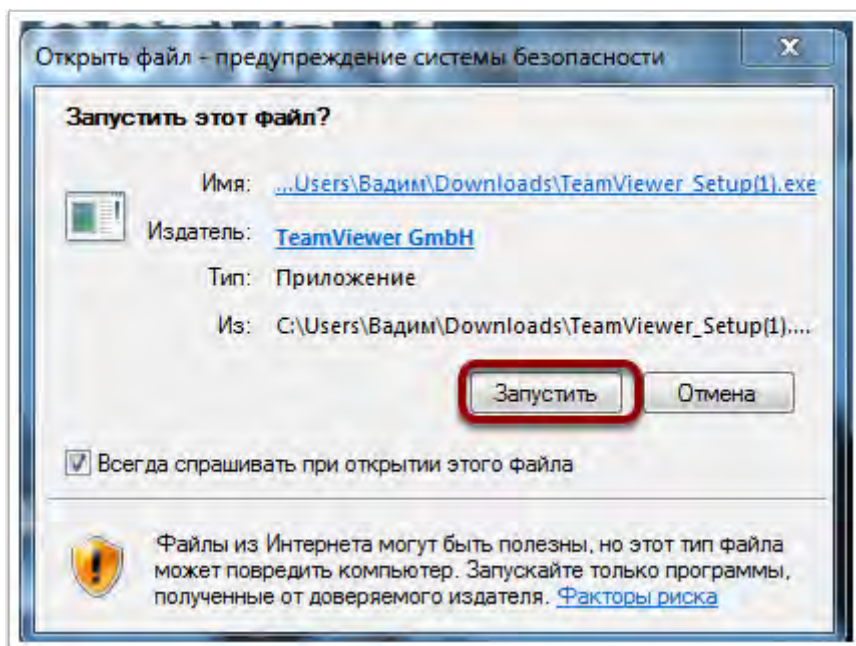 Открыть файл - предупреждение системы безопасности
Запустить этот файл?
Имя: ...Users\Вадим\Downloads\TeamViewer_Setup(1).exe
Издатель: TeamViewer GmbH
Тип: Приложение
Из: C:\Users\Вадим\Downloads\TeamViewer_Setup(1)....
Запустить Отмена
Всегда спрашивать при открытии этого файла
Файлы из Интернета могут быть полезны, но этот тип файла
может повредить компьютер. Запускайте только программы,
полученные от доверяемого издателя. Факторы риска